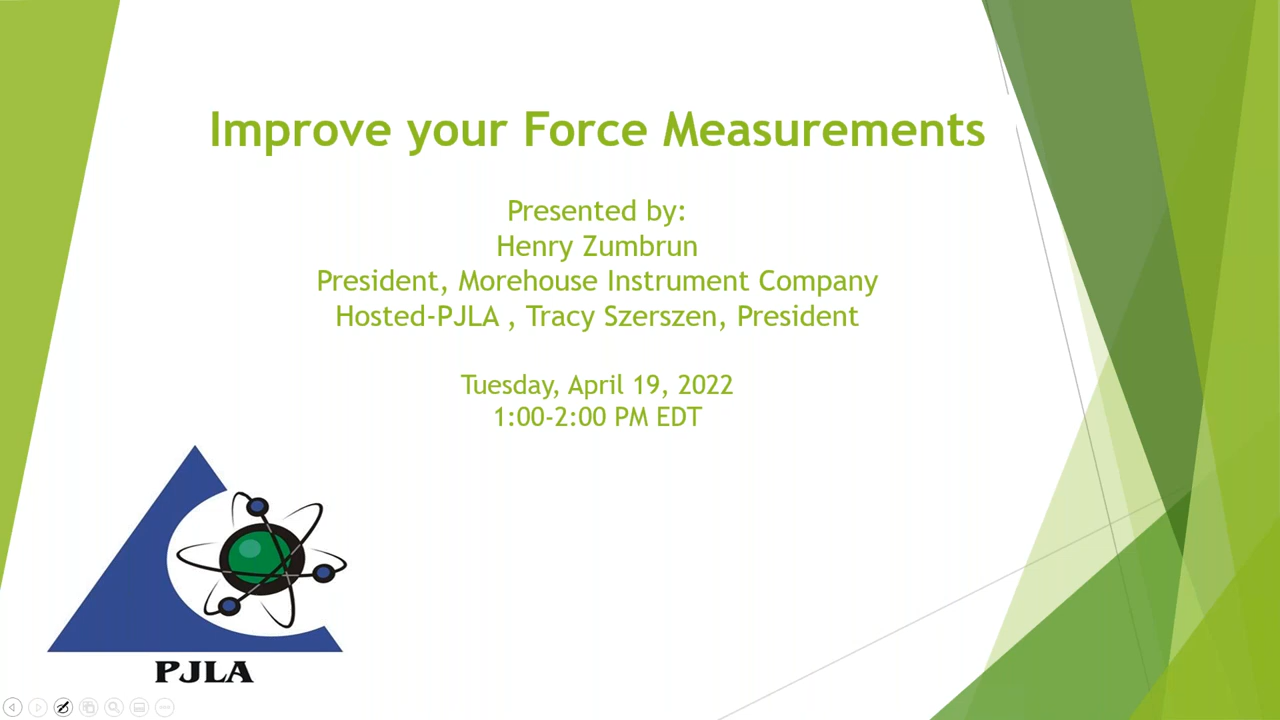 Improve your Force Measurements
Presented by:
Henry Zumbrun
President, Morehouse Instrument Company
Hosted-PJLA , Tracy Szerszen, President
Tuesday, April 19, 2022
1:00-2:00 PM EDT
PJLA